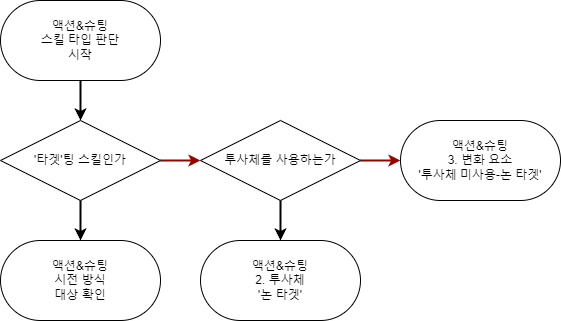 액션&슈팅
스킬 타입 판단
시작
'타겟'팅 스킬인가
투사체를 사용하는가
액션&슈팅
3. 변화 요소
'투사체 미사용-논 타겟'
액션&슈팅
시전 방식
대상 확인
액션&슈팅
2. 투사체
'논 타겟'